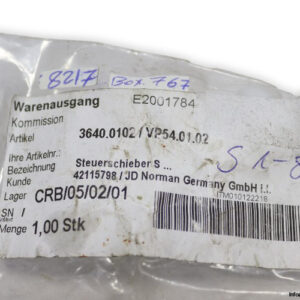 8217 Box 767
Warenausgang E2001784
Kommission
Artikel 3640.0102 / VP54.01.02
Ihre Artikelnr.:
Bezeichnung Steuerschieber S ...
Kunde 42115798 / JD Norman Germany GmbH
Lager CRB/05/02/01
SN /
Menge 1,00 Stk